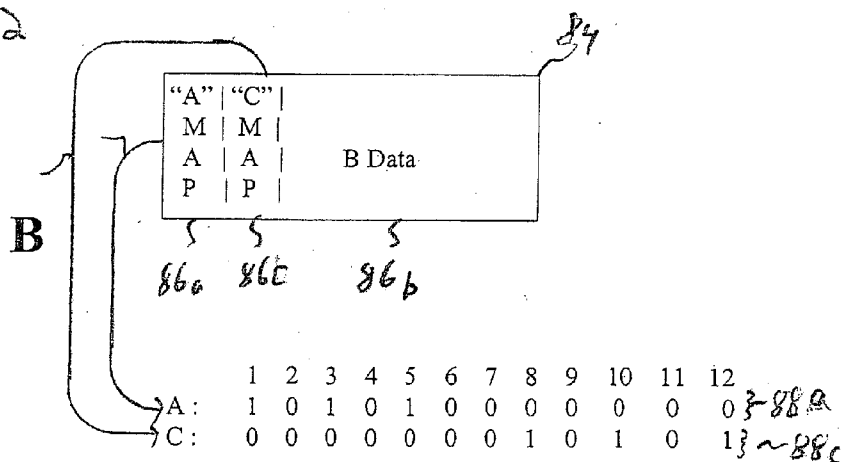 2
84
"A" | "C" |
M | M |
A | A | B Data
P | P |
B
86a 86c 86b
1 2 3 4 5 6 7 8 9 10 11 12
A: 1 0 1 0 1 0 0 0 0 0 0 0 88a
C: 0 0 0 0 0 0 0 1 0 1 0 1 88c